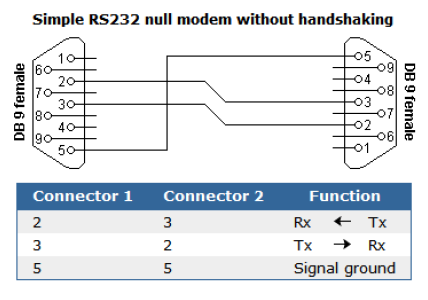 Simple RS232 null modem without handshaking
DB 9 female
1
6
2
7
3
8
4
9
5
5
9
4
8
3
7
2
6
1
DB 9 female
Connector 1 Connector 2 Function
2 3 Rx ← Tx
3 2 Tx → Rx
5 5 Signal ground